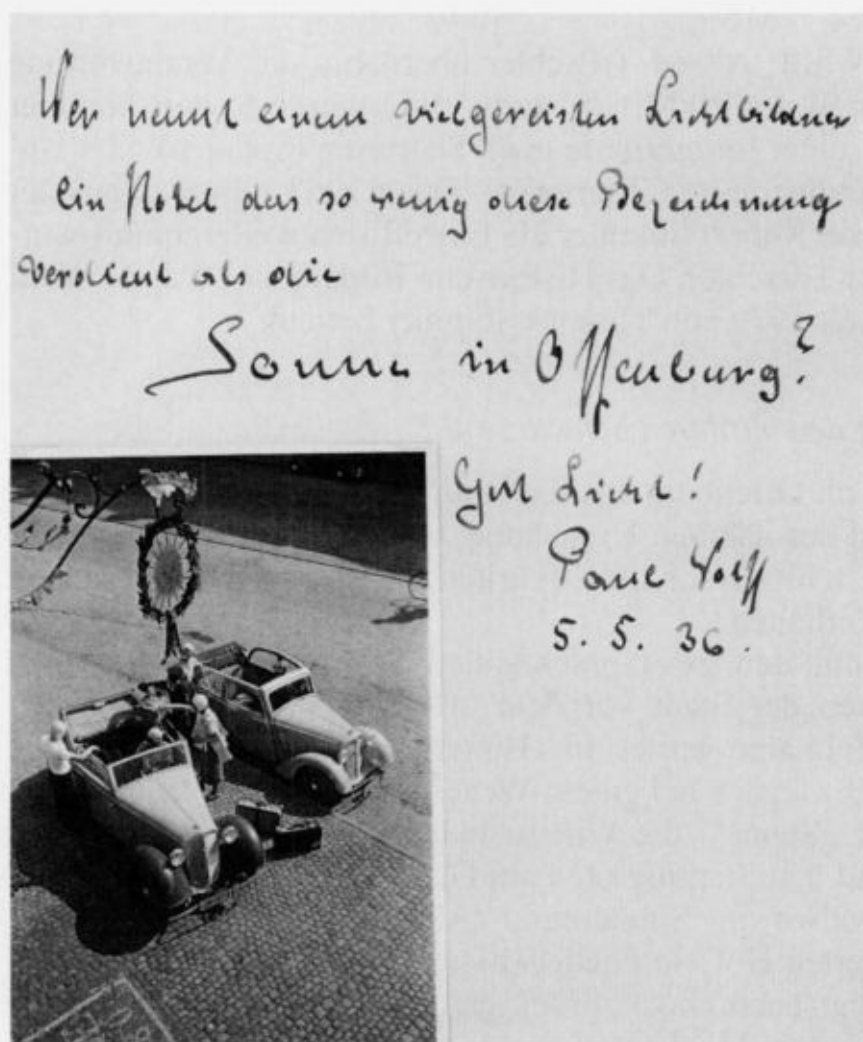 Wer nennt einem vielgereisten Lichtbildner
ein Hotel das so wenig diese Bezeichnung
verdient als die
Sonne in Offenburg?
Gut Licht!
Paul Wolff
5. 5. 36.